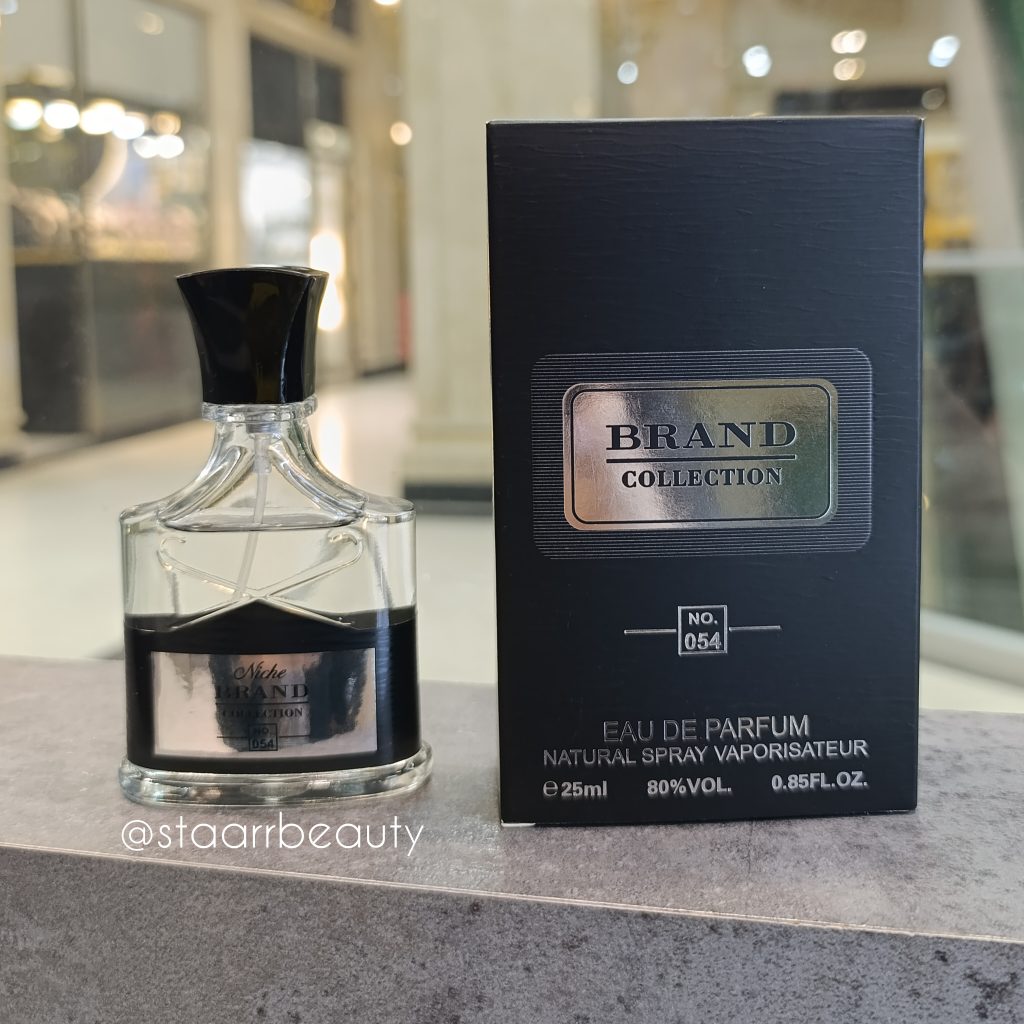 BRAND
COLLECTION
NO.
054
EAU DE PARFUM
NATURAL SPRAY VAPORISATEUR
℮25ml 80%VOL. 0.85FL.OZ.
Niche
BRAND
COLLECTION
NO.
054
@staarrbeauty